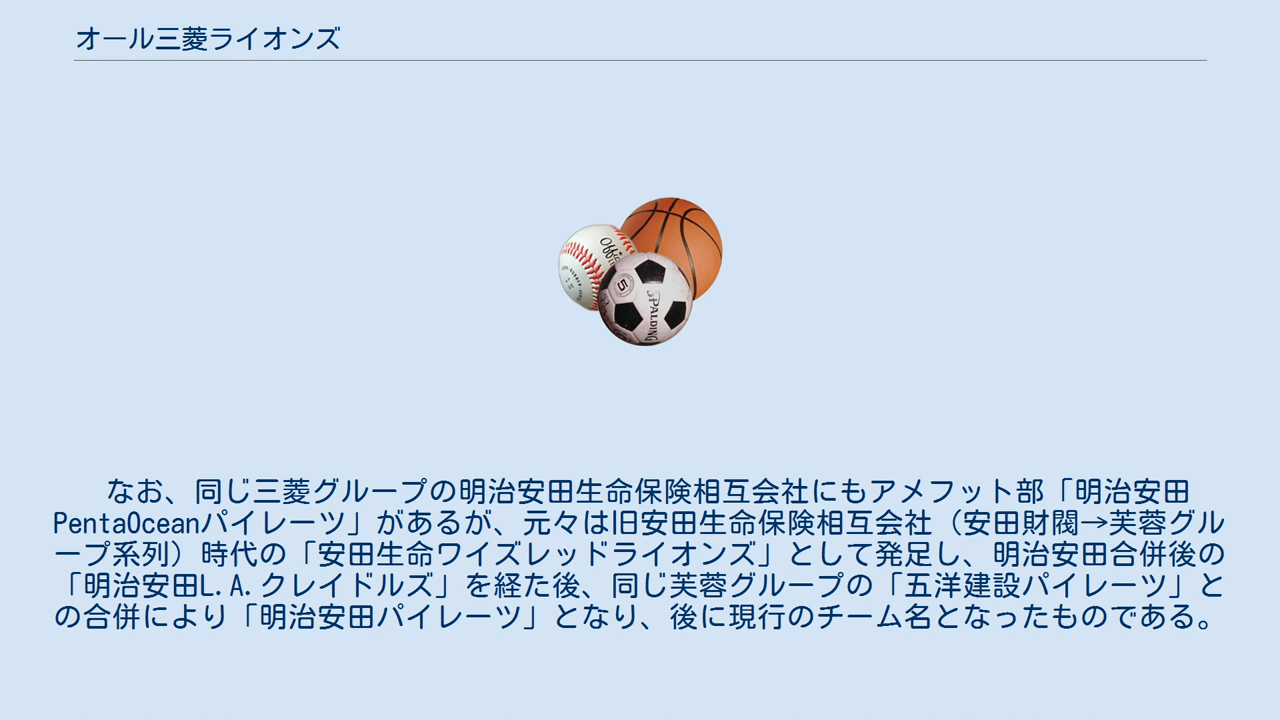 オール三菱ライオンズ
Offi
5
SPALDING
なお、同じ三菱グループの明治安田生命保険相互会社にもアメフット部「明治安田
PentaOceanパイレーツ」があるが、元々は旧安田生命保険相互会社（安田財閥→芙蓉グル
ープ系列）時代の「安田生命ワイズレッドライオンズ」として発足し、明治安田合併後の
「明治安田L.A.クレイドルズ」を経た後、同じ芙蓉グループの「五洋建設パイレーツ」と
の合併により「明治安田パイレーツ」となり、後に現行のチーム名となったものである。